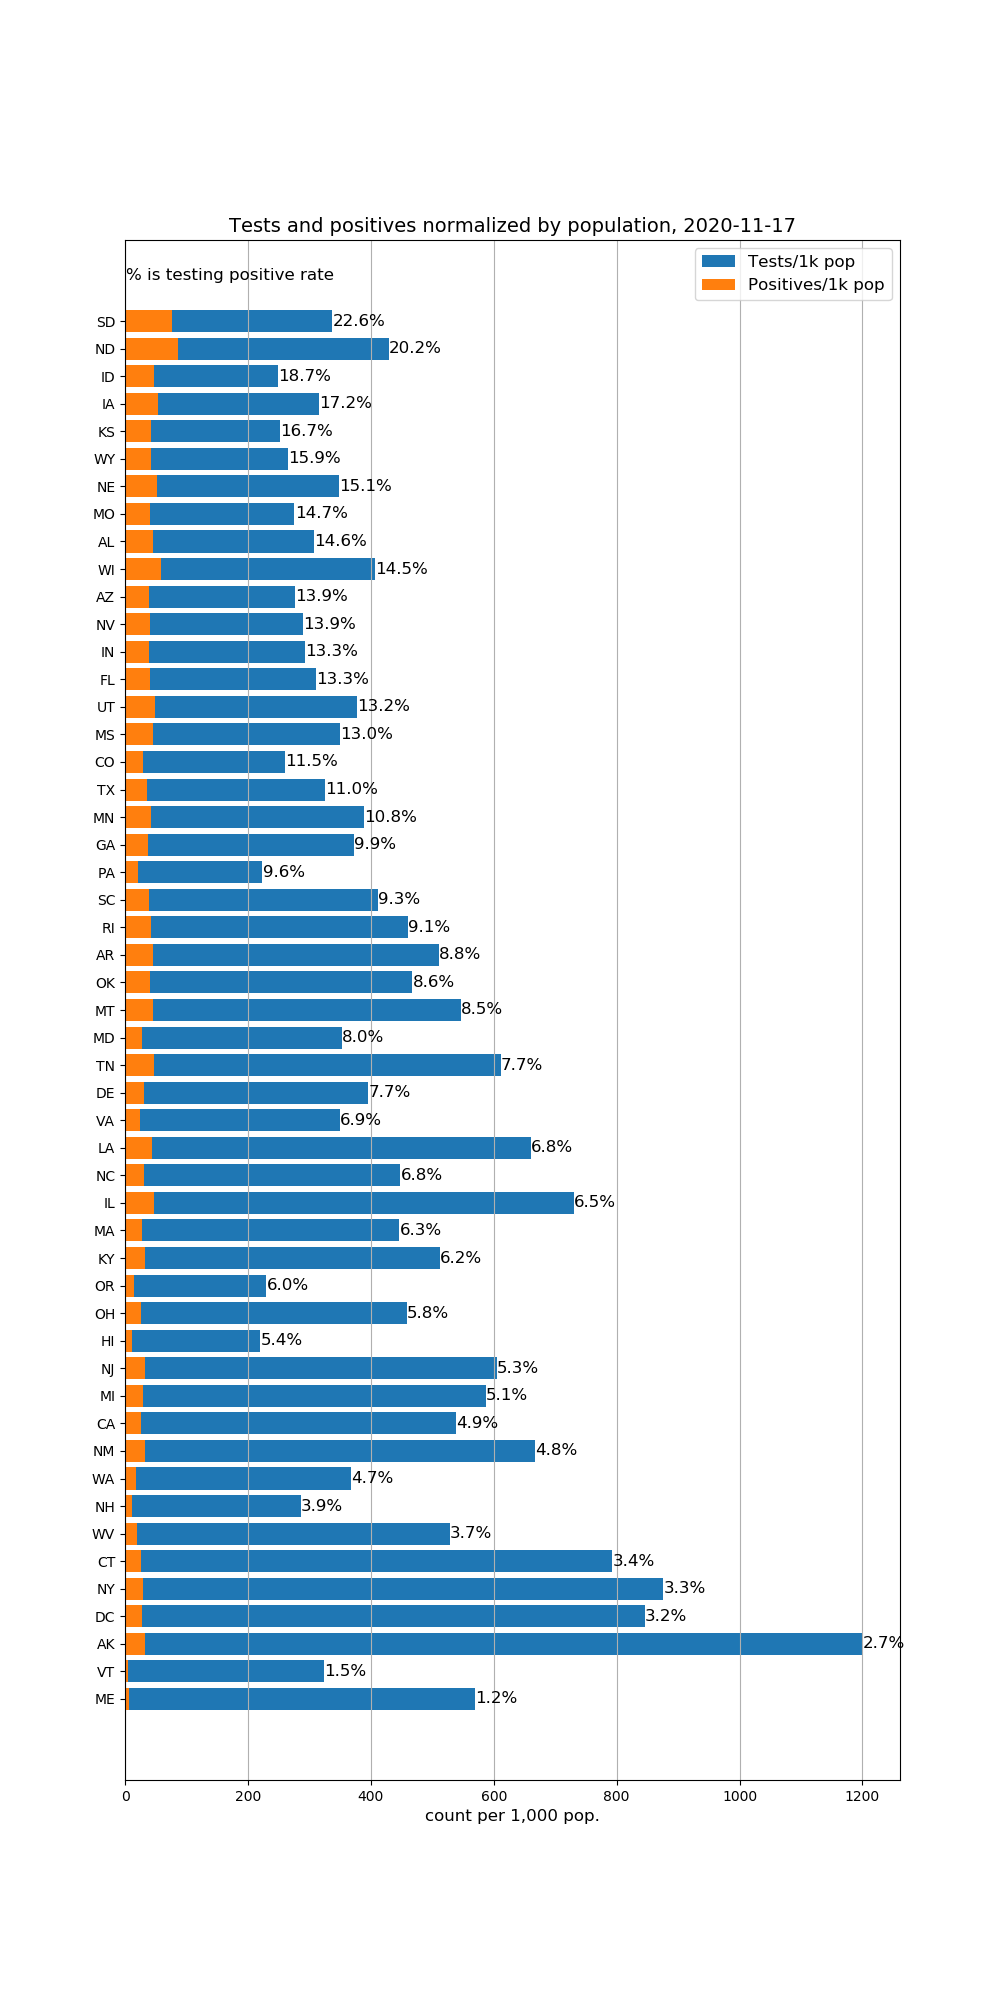 Tests and positives normalized by population, 2020-11-17
Tests/1k pop
Positives/1k pop
% is testing positive rate
SD 22.6%
ND 20.2%
ID 18.7%
IA 17.2%
KS 16.7%
WY 15.9%
NE 15.1%
MO 14.7%
AL 14.6%
WI 14.5%
AZ 13.9%
NV 13.9%
IN 13.3%
FL 13.3%
UT 13.2%
MS 13.0%
CO 11.5%
TX 11.0%
MN 10.8%
GA 9.9%
PA 9.6%
SC 9.3%
RI 9.1%
AR 8.8%
OK 8.6%
MT 8.5%
MD 8.0%
TN 7.7%
DE 7.7%
VA 6.9%
LA 6.8%
NC 6.8%
IL 6.5%
MA 6.3%
KY 6.2%
OR 6.0%
OH 5.8%
HI 5.4%
NJ 5.3%
MI 5.1%
CA 4.9%
NM 4.8%
WA 4.7%
NH 3.9%
WV 3.7%
CT 3.4%
NY 3.3%
DC 3.2%
AK 2.7%
VT 1.5%
ME 1.2%
0 200 400 600 800 1000 1200
count per 1,000 pop.